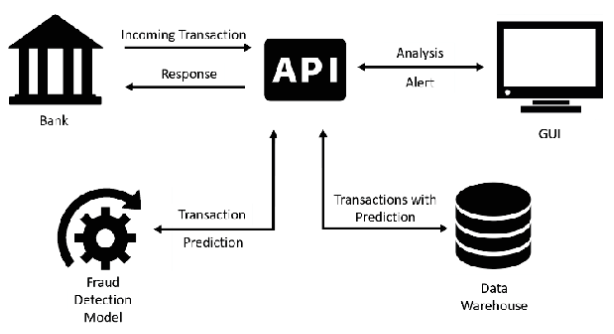 Incoming Transaction
Response
Bank
API
Analysis
Alert
GUI
Transaction
Prediction
Fraud
Detection
Model
Transactions with
Prediction
Data
Warehouse